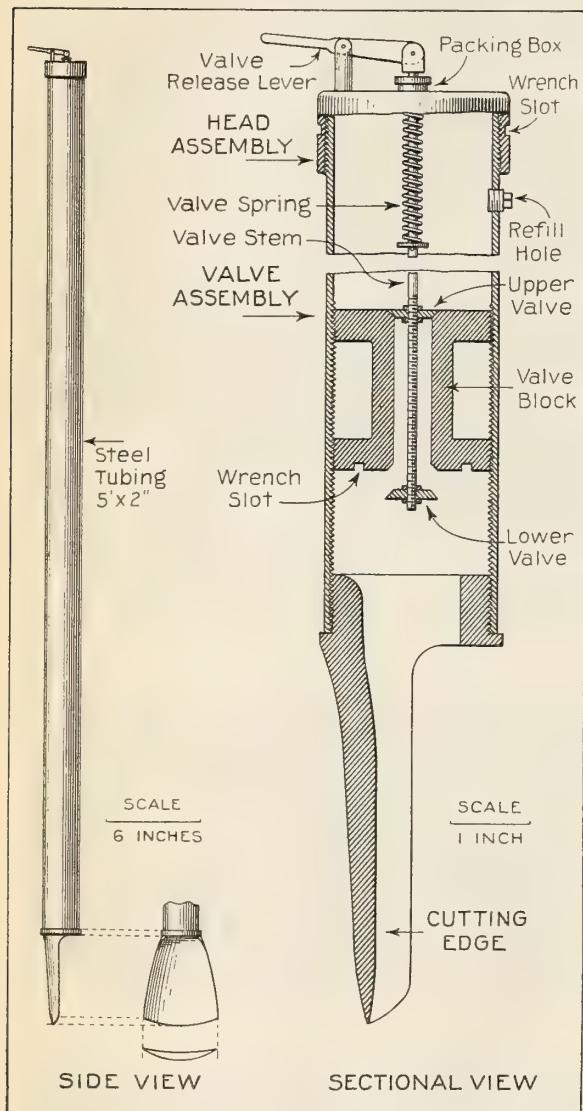 Valve
Release Lever
Packing Box
Wrench
Slot
HEAD
ASSEMBLY
Valve Spring
Valve Stem
Refill
Hole
VALVE
ASSEMBLY
Upper
Valve
Valve
Block
Steel
Tubing
5'x2"
Wrench
Slot
Lower
Valve
SCALE
6 INCHES
SCALE
1 INCH
CUTTING
EDGE
SIDE VIEW
SECTIONAL VIEW